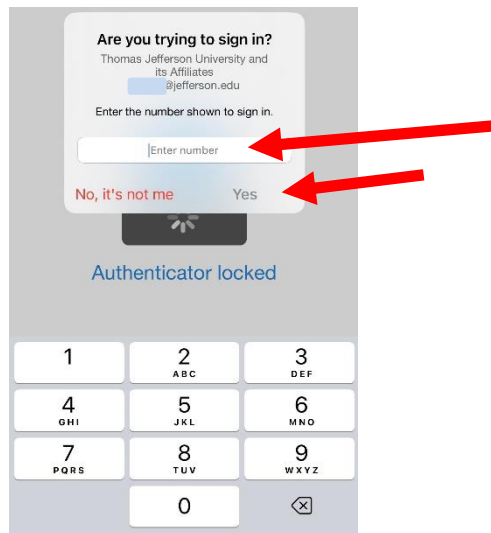 Are you trying to sign in?
Thomas Jefferson University and
its Affiliates
@jefferson.edu
Enter the number shown to sign in.
Enter number
No, it's not me Yes
Authenticator locked
1 2 3
ABC DEF
4 5 6
GHI JKL MNO
7 8 9
PQRS TUV WXYZ
0